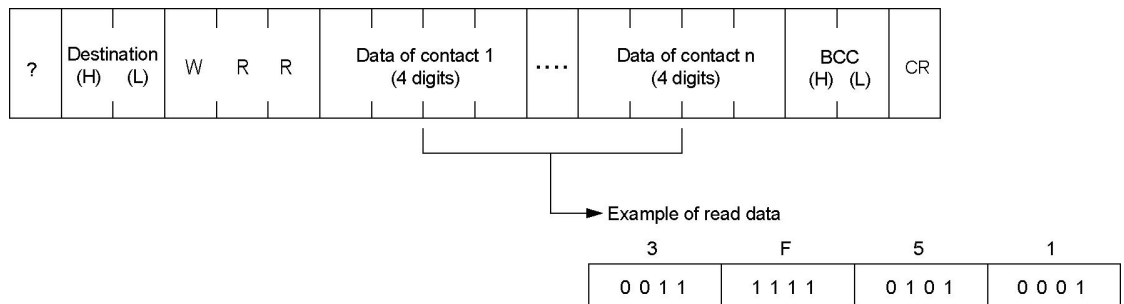 ? Destination (H) (L) W R R Data of contact 1 (4 digits) ···· Data of contact n (4 digits) BCC (H) (L) CR
Example of read data
3 F 5 1
0 0 1 1 1 1 1 1 0 1 0 1 0 0 0 1